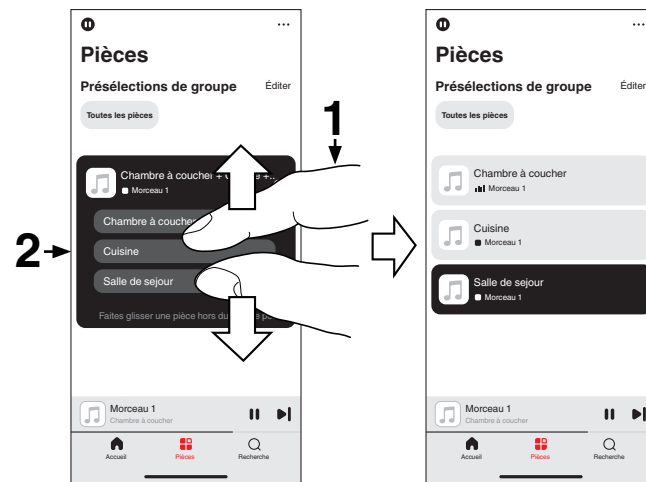 Pièces
Présélections de groupe Éditer
Toutes les pièces
1
Chambre à coucher + C e +...
Morceau 1
Chambre à coucher
2
Cuisine
Salle de sejour
Faites glisser une pièce hors du e po
Morceau 1
Chambre à coucher
Accueil Pièces Recherche
Pièces
Présélections de groupe Éditer
Toutes les pièces
Chambre à coucher
Morceau 1
Cuisine
Morceau 1
Salle de sejour
Morceau 1
Morceau 1
Chambre à coucher
Accueil Pièces Recherche